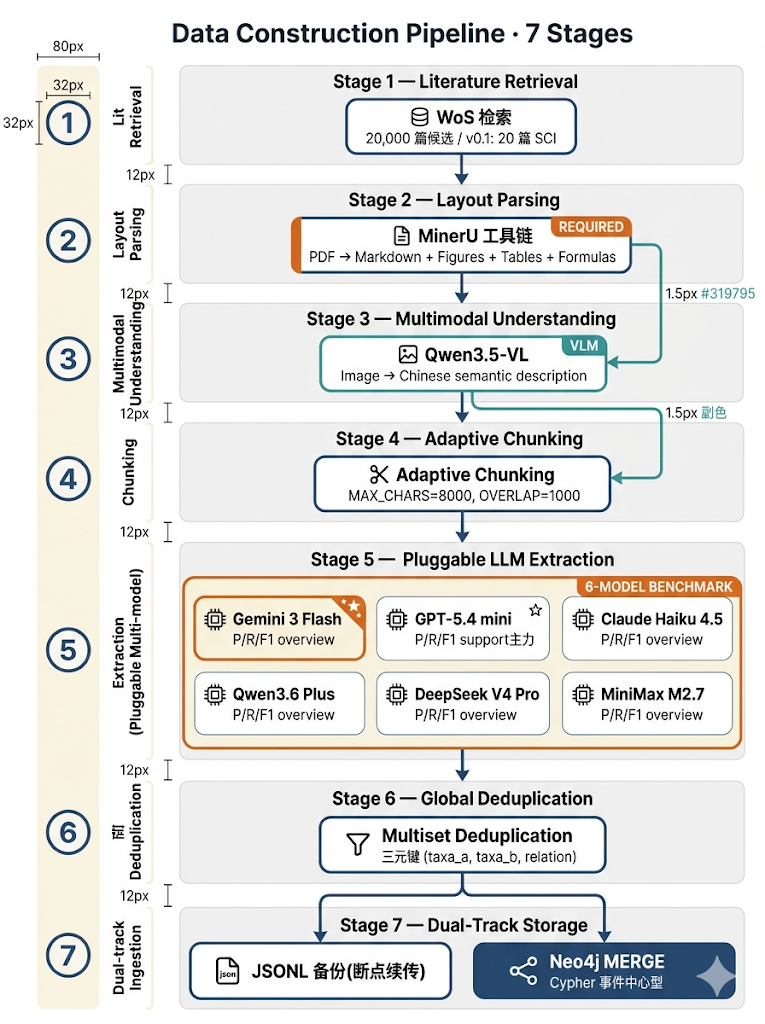 Data Construction Pipeline · 7 Stages
80px
32px
32px
1
Lit
Retrieval
Stage 1 — Literature Retrieval
WoS 检索
20,000 篇候选 / v0.1: 20 篇 SCI
12px
2
Layout
Parsing
Stage 2 — Layout Parsing
REQUIRED
MinerU 工具链
PDF → Markdown + Figures + Tables + Formulas
12px
1.5px #319795
3
Multimodal
Understanding
Stage 3 — Multimodal Understanding
VLM
Qwen3.5-VL
Image → Chinese semantic description
12px
1.5px 副色
4
Chunking
Stage 4 — Adaptive Chunking
Adaptive Chunking
MAX_CHARS=8000, OVERLAP=1000
12px
5
Extraction
(Pluggable Multi-model)
Stage 5 — Pluggable LLM Extraction
6-MODEL BENCHMARK
Gemini 3 Flash
P/R/F1 overview
GPT-5.4 mini
P/R/F1 support主力
Claude Haiku 4.5
P/R/F1 overview
Qwen3.6 Plus
P/R/F1 overview
DeepSeek V4 Pro
P/R/F1 overview
MiniMax M2.7
P/R/F1 overview
12px
6
Deduplication
Stage 6 — Global Deduplication
Multiset Deduplication
三元键 (taxa_a, taxa_b, relation)
12px
7
Dual-track
Ingestion
Stage 7 — Dual-Track Storage
json
JSONL 备份(断点续传)
Neo4j MERGE
Cypher 事件中心型